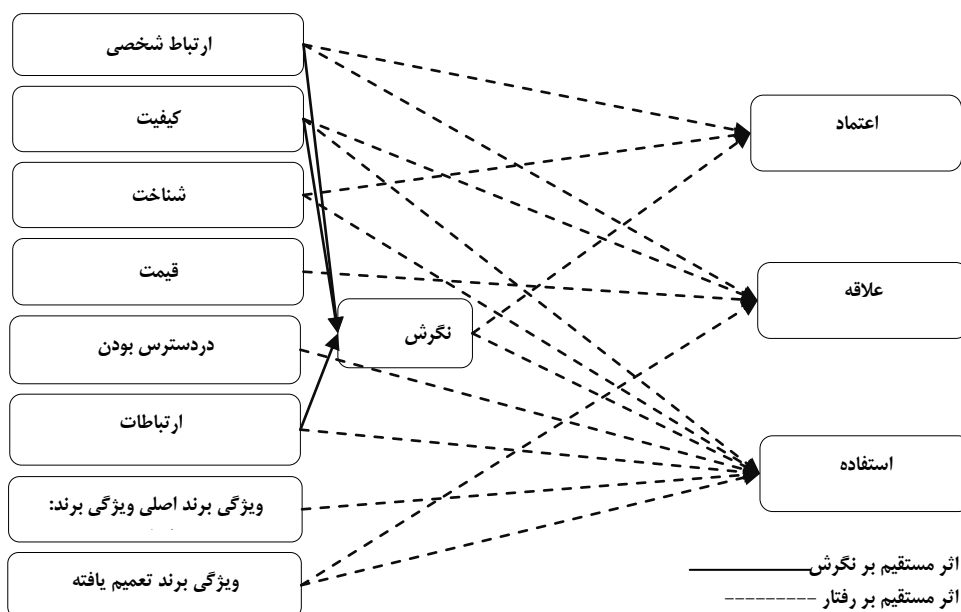 ارتباط شخصی
کیفیت
شناخت
قیمت
دردسترس بودن
ارتباطات
ویژگی برند اصلی ویژگی برند:
ویژگی برند تعمیم یافته
نگرش
اعتماد
علاقه
استفاده
اثر مستقیم بر نگرش
اثر مستقیم بر رفتار